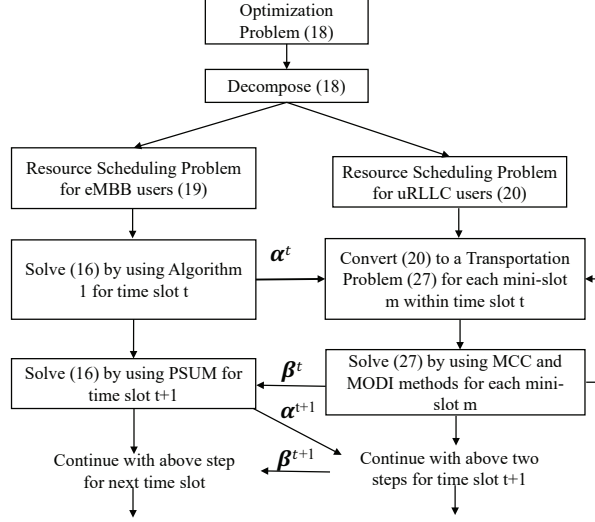 Optimization
Problem (18)
Decompose (18)
Resource Scheduling Problem
for eMBB users (19)
Resource Scheduling Problem
for uRLLC users (20)
Solve (16) by using Algorithm
1 for time slot t
α^t
Convert (20) to a Transportation
Problem (27) for each mini-slot
m within time slot t
Solve (16) by using PSUM for
time slot t+1
β^t
α^{t+1}
Solve (27) by using MCC and
MODI methods for each mini-
slot m
Continue with above step
for next time slot
β^{t+1}
Continue with above two
steps for time slot t+1